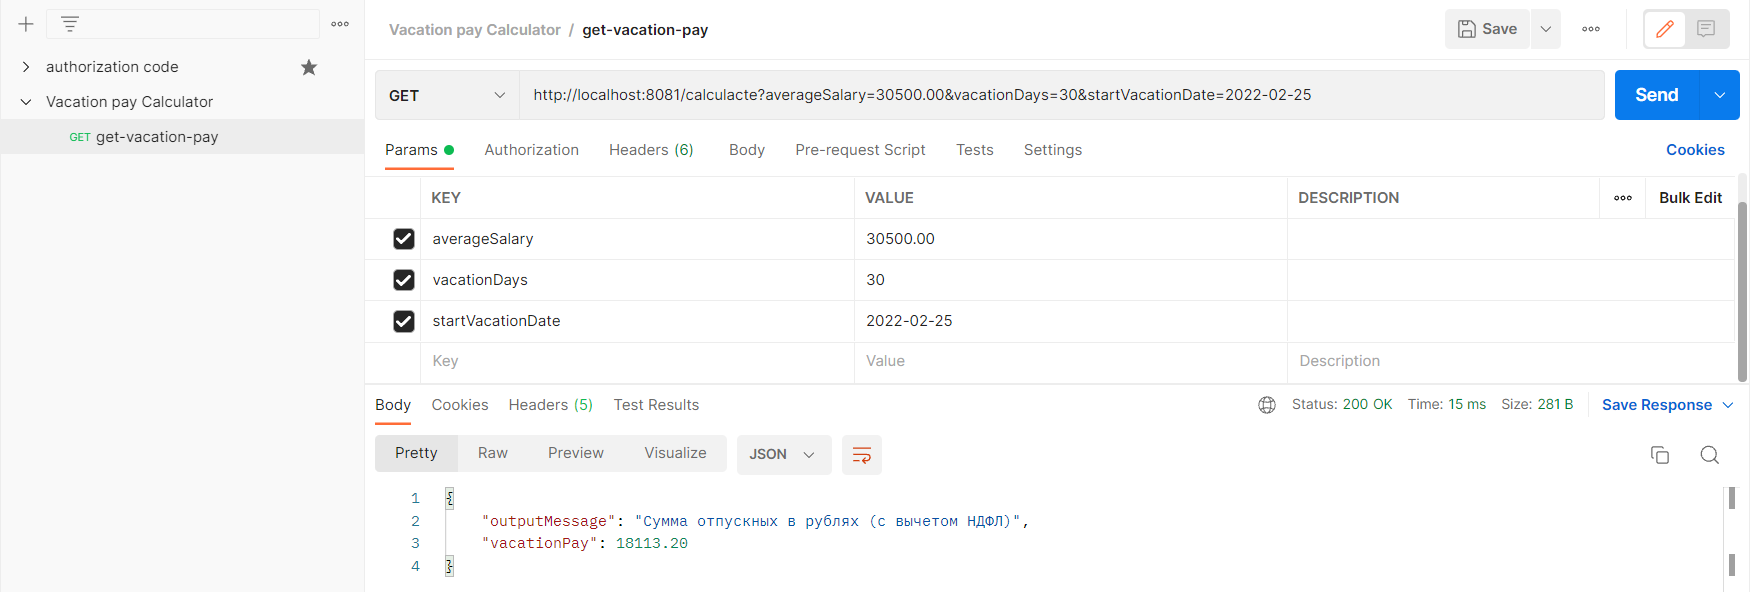 Vacation pay Calculator / get-vacation-pay
Save
authorization code
Vacation pay Calculator
GET get-vacation-pay
GET
http://localhost:8081/calculacte?averageSalary=30500.00&vacationDays=30&startVacationDate=2022-02-25
Send
Params
Authorization
Headers (6)
Body
Pre-request Script
Tests
Settings
Cookies
KEY VALUE DESCRIPTION Bulk Edit
averageSalary 30500.00
vacationDays 30
startVacationDate 2022-02-25
Key Value Description
Body Cookies Headers (5) Test Results
Status: 200 OK Time: 15 ms Size: 281 B Save Response
Pretty Raw Preview Visualize JSON
1 {
2 "outputMessage": "Сумма отпускных в рублях (с вычетом НДФЛ)",
3 "vacationPay": 18113.20
4 }